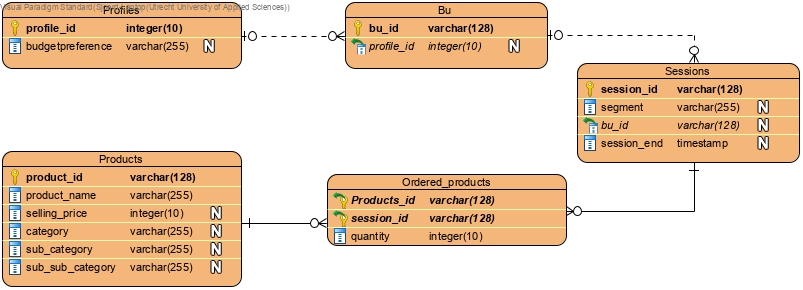 Visual Paradigm Standard(Sjoerd Laptop(Utrecht University of Applied Sciences))
Profiles
profile_id integer(10)
budgetpreference varchar(255) N
Bu
bu_id varchar(128)
profile_id integer(10) N
Sessions
session_id varchar(128)
segment varchar(255) N
bu_id varchar(128) N
session_end timestamp N
Products
product_id varchar(128)
product_name varchar(255)
selling_price integer(10) N
category varchar(255) N
sub_category varchar(255) N
sub_sub_category varchar(255) N
Ordered_products
Products_id varchar(128)
session_id varchar(128)
quantity integer(10)